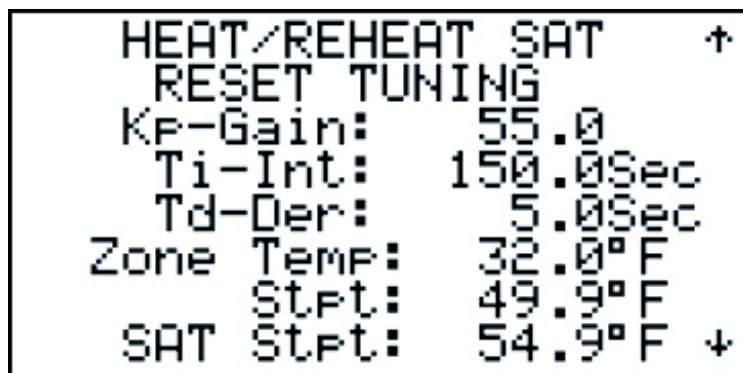 HEAT/REHEAT SAT ↑
RESET TUNING
Kp-Gain: 55.0
Ti-Int: 150.0Sec
Td-Der: 5.0Sec
Zone Temp: 32.0°F
Stpt: 49.9°F
SAT Stpt: 54.9°F ↓